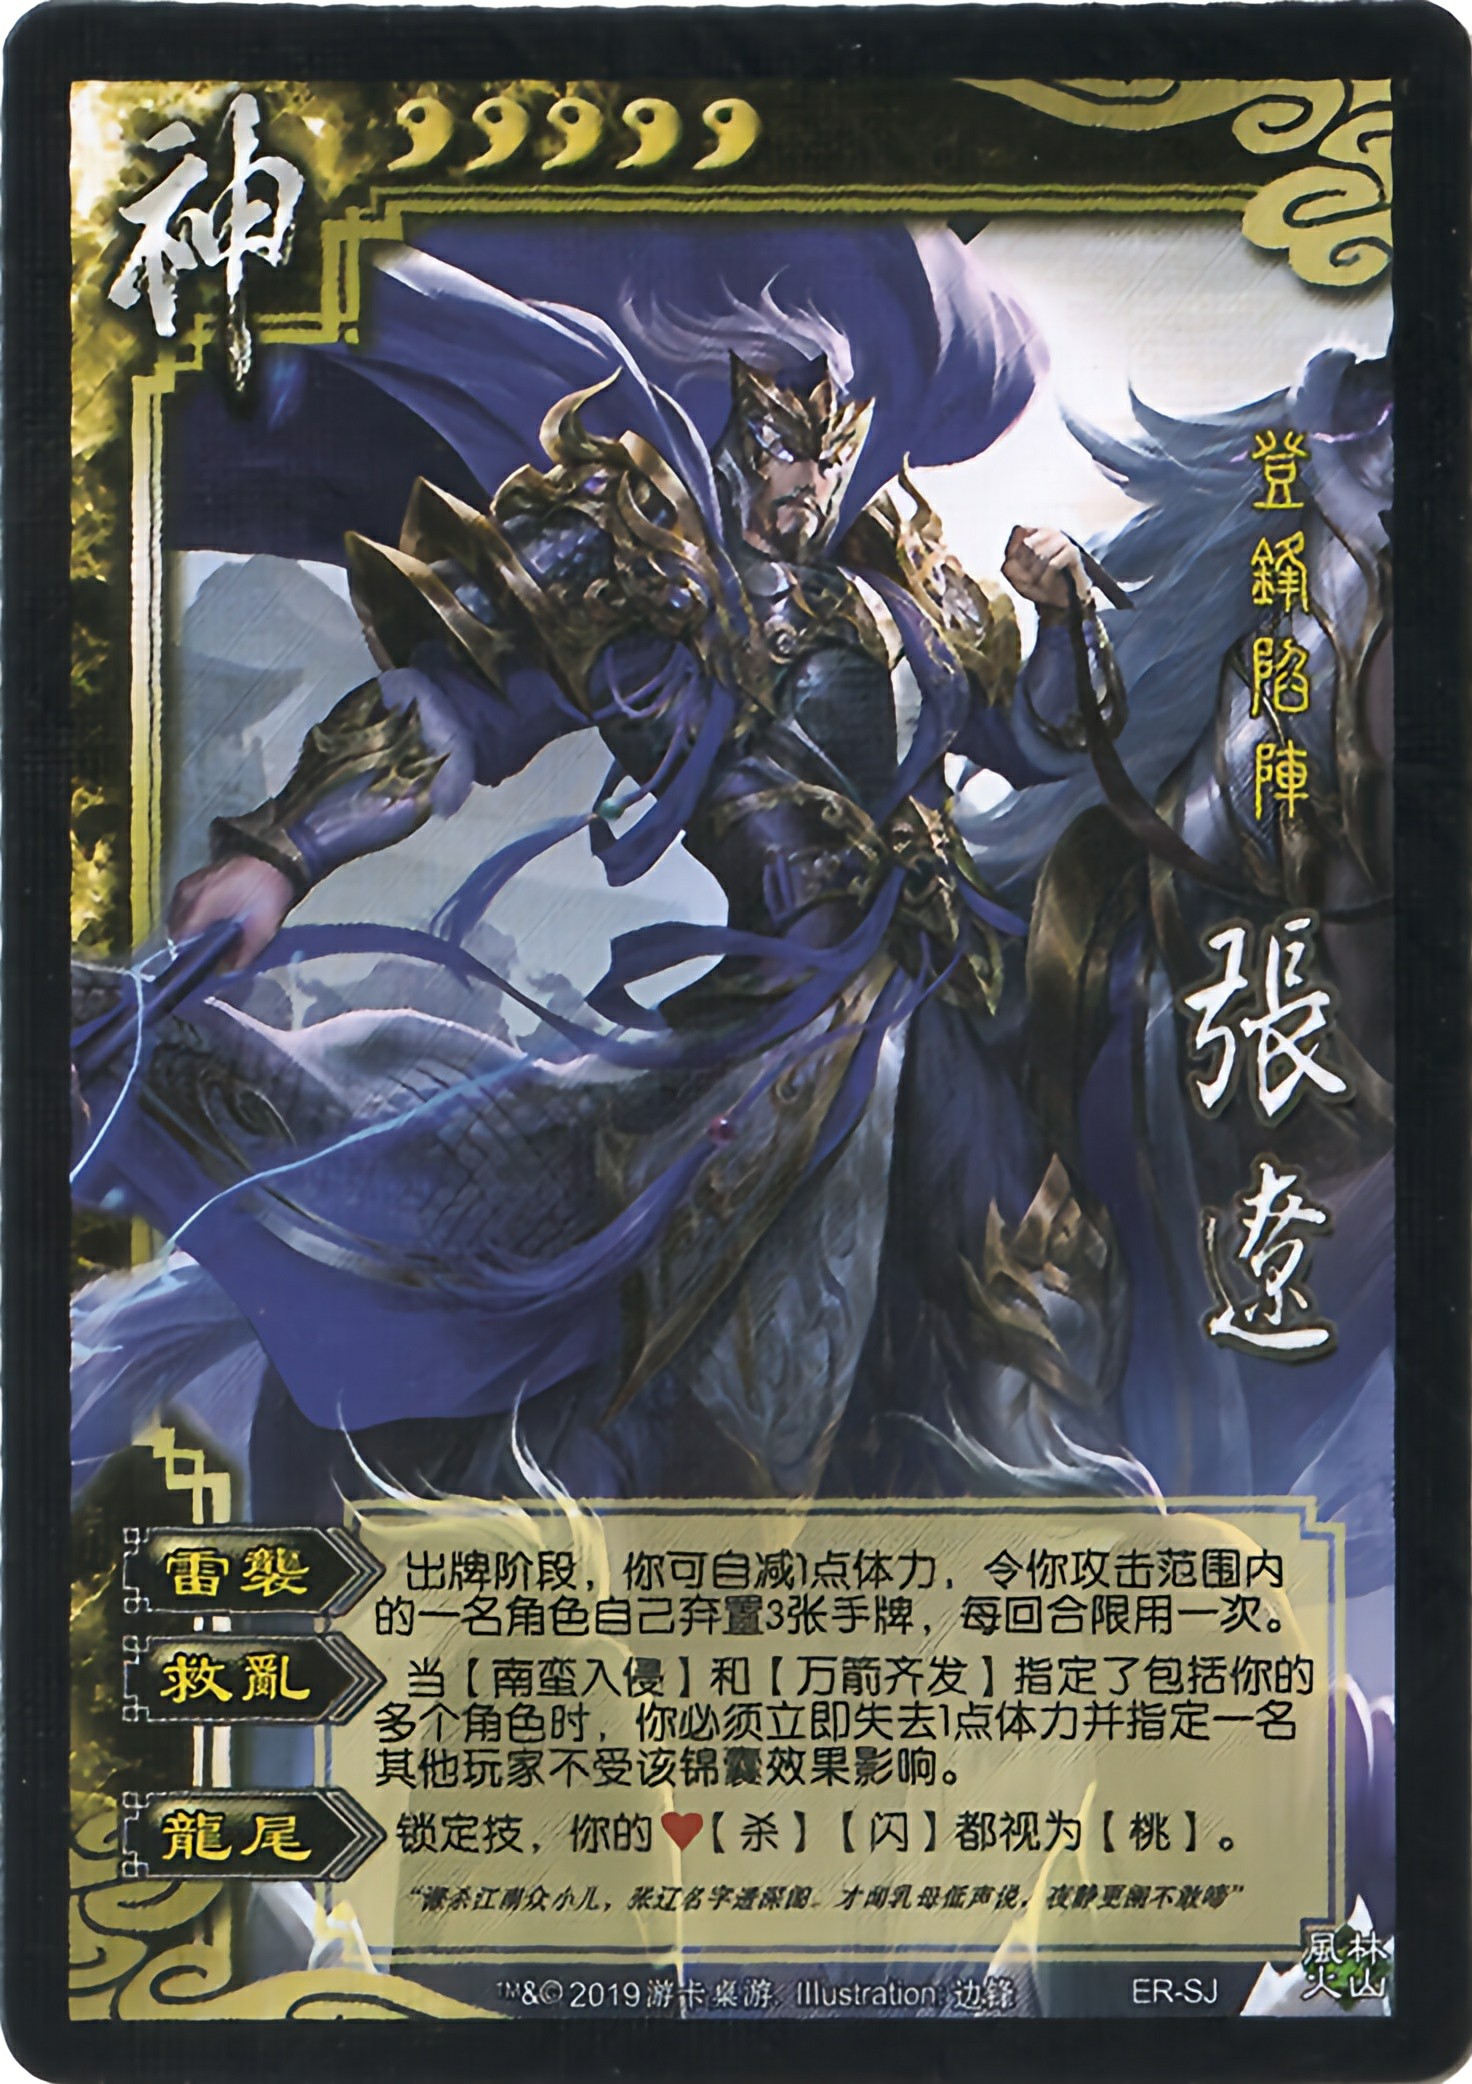 神
登鋒陷陣
張遼
雷襲
出牌阶段，你可自减1点体力，令你攻击范围内
的一名角色自己弃置3张手牌，每回合限用一次。
救亂
当【南蛮入侵】和【万箭齐发】指定了包括你的
多个角色时，你必须立即失去1点体力并指定一名
其他玩家不受该锦囊效果影响。
龍尾
锁定技，你的♥【杀】【闪】都视为【桃】。
“唬杀江南众小儿，张辽名字透深闺。才闻乳母低声说，夜静更阑不敢啼”
™&©2019游卡桌游. Illustration: 边锋
ER-SJ
風林
火山